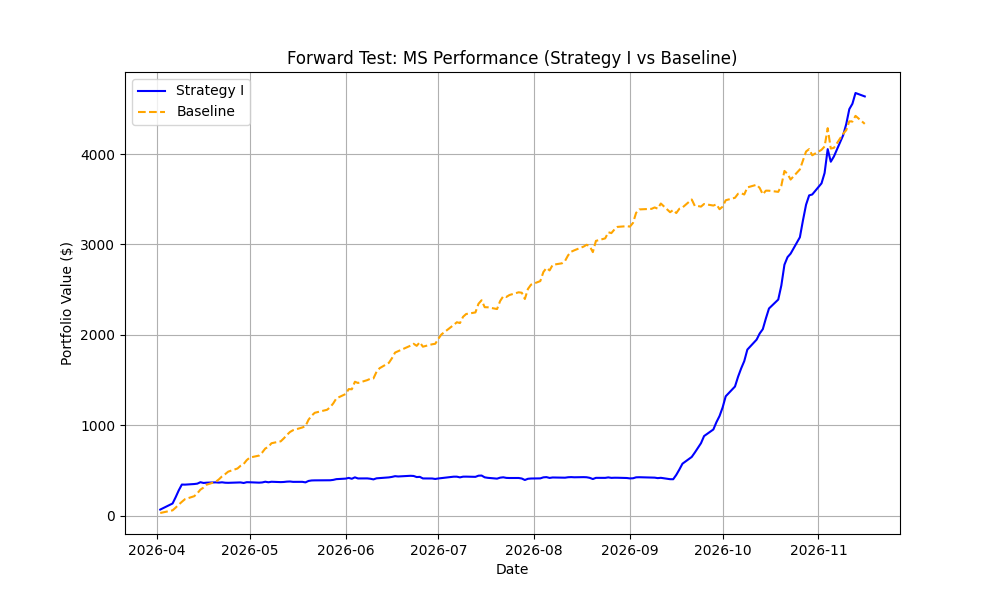 Forward Test: MS Performance (Strategy I vs Baseline)
Strategy I
Baseline
Portfolio Value ($)
4000
3000
2000
1000
0
2026-04
2026-05
2026-06
2026-07
2026-08
2026-09
2026-10
2026-11
Date